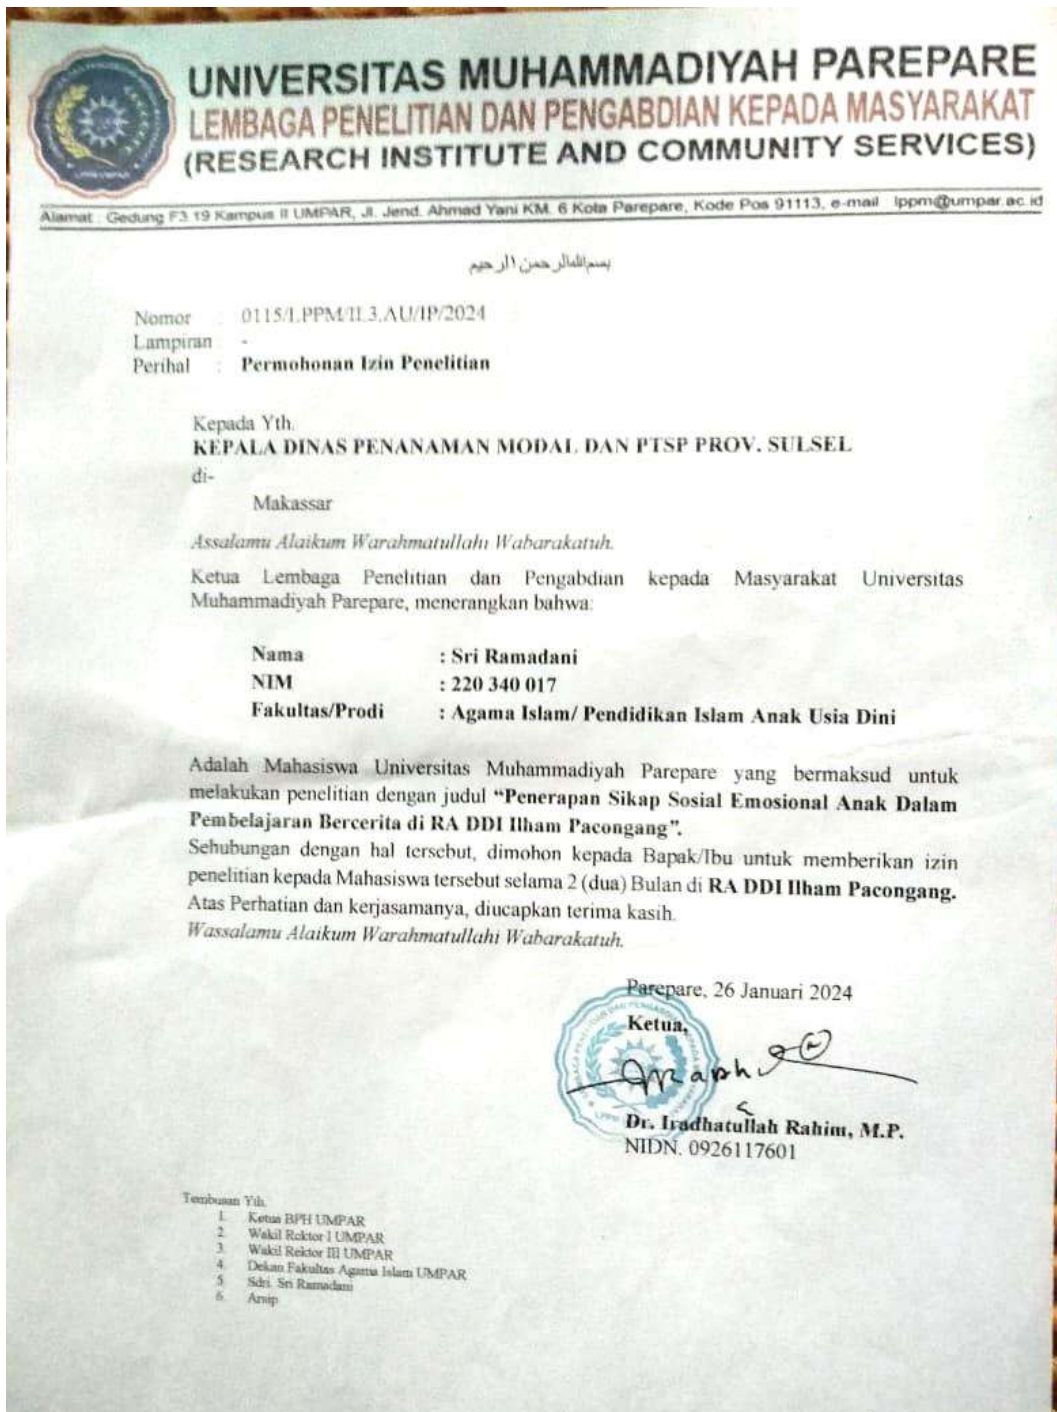 UNIVERSITAS MUHAMMADIYAH PAREPARE
LEMBAGA PENELITIAN DAN PENGABDIAN KEPADA MASYARAKAT
(RESEARCH INSTITUTE AND COMMUNITY SERVICES)
Alamat : Gedung F3.19 Kampus II UMPAR, Jl. Jend. Ahmad Yani KM. 6 Kota Parepare, Kode Pos 91113, e-mail lppm@umpar.ac.id
بسم الله الرحمن الرحيم
Nomor : 0115/LPPM/II.3.AU/IP/2024
Lampiran -
Perihal : Permohonan Izin Penelitian
Kepada Yth.
KEPALA DINAS PENANAMAN MODAL DAN PTSP PROV. SULSEL
di-
Makassar
Assalamu Alaikum Warahmatullahi Wabarakatuh.
Ketua Lembaga Penelitian dan Pengabdian kepada Masyarakat Universitas
Muhammadiyah Parepare, menerangkan bahwa:
Nama : Sri Ramadani
NIM : 220 340 017
Fakultas/Prodi : Agama Islam/ Pendidikan Islam Anak Usia Dini
Adalah Mahasiswa Universitas Muhammadiyah Parepare yang bermaksud untuk
melakukan penelitian dengan judul “Penerapan Sikap Sosial Emosional Anak Dalam
Pembelajaran Bercerita di RA DDI Ilham Pacongang”.
Sehubungan dengan hal tersebut, dimohon kepada Bapak/Ibu untuk memberikan izin
penelitian kepada Mahasiswa tersebut selama 2 (dua) Bulan di RA DDI Ilham Pacongang.
Atas Perhatian dan kerjasamanya, diucapkan terima kasih.
Wassalamu Alaikum Warahmatullahi Wabarakatuh.
Parepare, 26 Januari 2024
Ketua,
Dr. Iradhatullah Rahim, M.P.
NIDN. 0926117601
Tembusan Yth.
1. Ketua BPH UMPAR
2. Wakil Rektor I UMPAR
3. Wakil Rektor III UMPAR
4. Dekan Fakultas Agama Islam UMPAR
5. Sdri. Sri Ramadani
6. Arsip